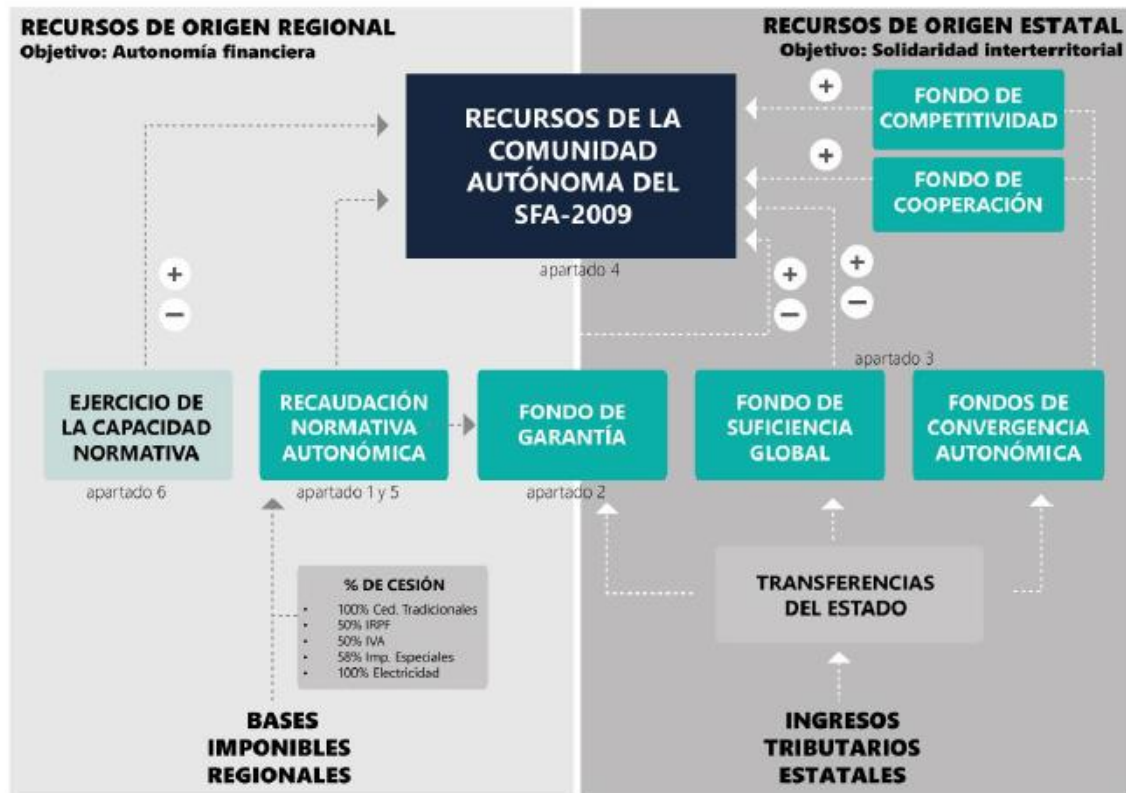 RECURSOS DE ORIGEN REGIONAL
Objetivo: Autonomía financiera
RECURSOS DE ORIGEN ESTATAL
Objetivo: Solidaridad interterritorial
RECURSOS DE LA
COMUNIDAD
AUTÓNOMA DEL
SFA-2009
apartado 4
+
FONDO DE
COMPETITIVIDAD
+
FONDO DE
COOPERACIÓN
+
−
+
−
+
−
apartado 3
EJERCICIO DE
LA CAPACIDAD
NORMATIVA
apartado 6
RECAUDACIÓN
NORMATIVA
AUTONÓMICA
apartado 1 y 5
FONDO DE
GARANTÍA
apartado 2
FONDO DE
SUFICIENCIA
GLOBAL
FONDOS DE
CONVERGENCIA
AUTONÓMICA
% DE CESIÓN
• 100% Ced. Tradicionales
• 50% IRPF
• 50% IVA
• 58% Imp. Especiales
• 100% Electricidad
TRANSFERENCIAS
DEL ESTADO
BASES
IMPONIBLES
REGIONALES
INGRESOS
TRIBUTARIOS
ESTATALES